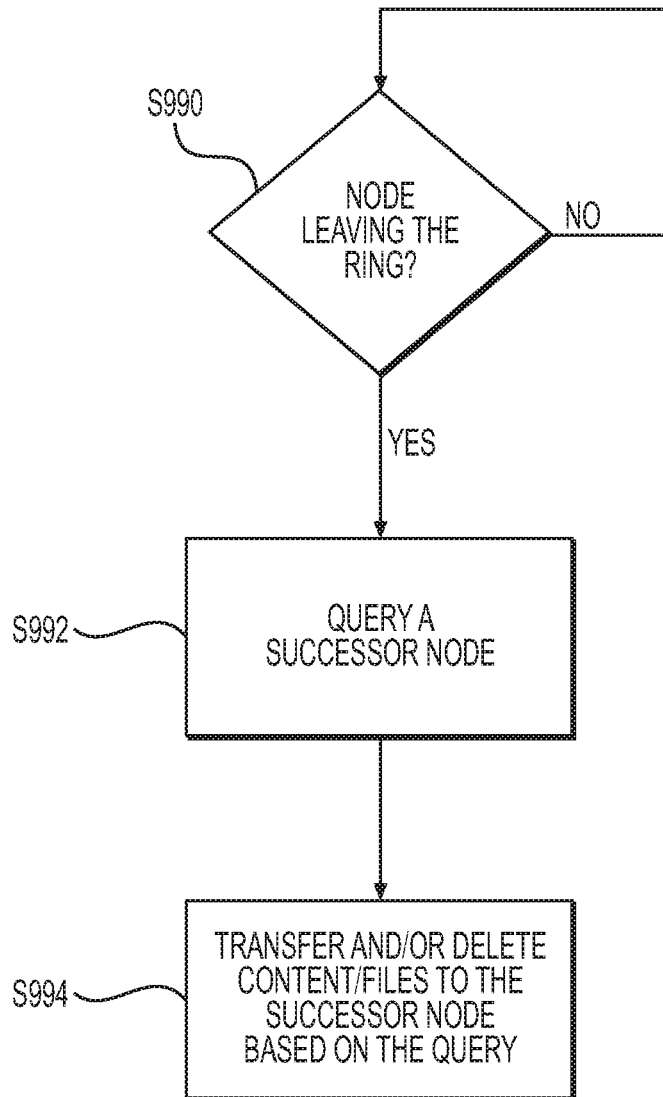 S990
NODE
LEAVING THE
RING?
NO
YES
S992
QUERY A
SUCCESSOR NODE
S994
TRANSFER AND/OR DELETE
CONTENT/FILES TO THE
SUCCESSOR NODE
BASED ON THE QUERY